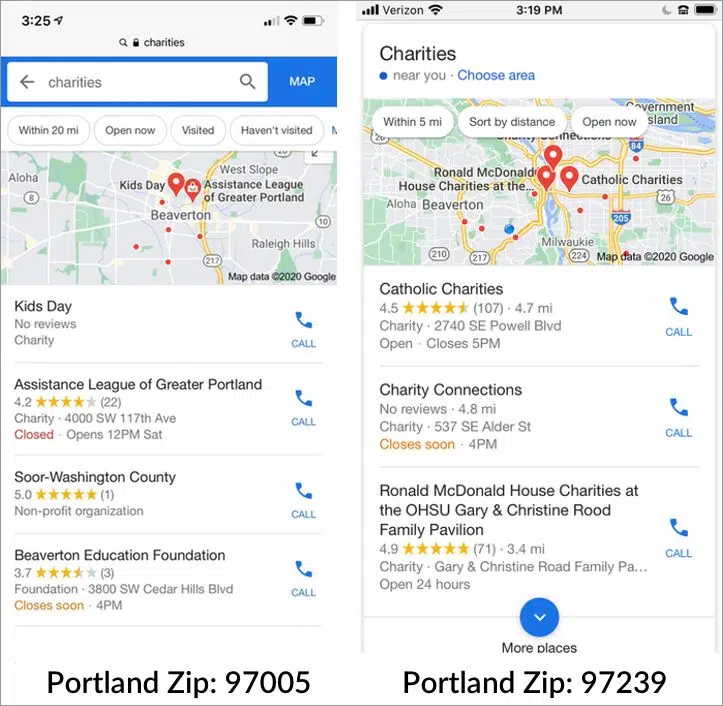 3:25
charities
charities
MAP
Within 20 mi
Open now
Visited
Haven't visited
Aloha
8
West Slope
Kids Day
Assistance League
of Greater Portland
Beaverton
10
Raleigh Hills
217
Map data ©2020 Google
Kids Day
No reviews
Charity
CALL
Assistance League of Greater Portland
4.2 (22)
Charity · 4000 SW 117th Ave
Closed · Opens 12PM Sat
CALL
Soor-Washington County
5.0 (1)
Non-profit organization
CALL
Beaverton Education Foundation
3.7 (3)
Foundation · 3800 SW Cedar Hills Blvd
Closes soon · 4PM
CALL
Portland Zip: 97005
Verizon
3:19 PM
Charities
near you · Choose area
Within 5 mi
Sort by distance
Open now
Government
Island
Charity Connections
84
Ronald McDonald
House Charities at the...
Catholic Charities
26
Aloha
Beaverton
205
Milwaukie
210
217
224
Map data ©2020 Google
Catholic Charities
4.5 (107) · 4.7 mi
Charity · 2740 SE Powell Blvd
Open · Closes 5PM
CALL
Charity Connections
No reviews · 4.8 mi
Charity · 537 SE Alder St
Closes soon · 4PM
CALL
Ronald McDonald House Charities at
the OHSU Gary & Christine Rood
Family Pavilion
4.9 (71) · 3.4 mi
Charity · Gary & Christine Road Family Pa...
Open 24 hours
CALL
More places
Portland Zip: 97239